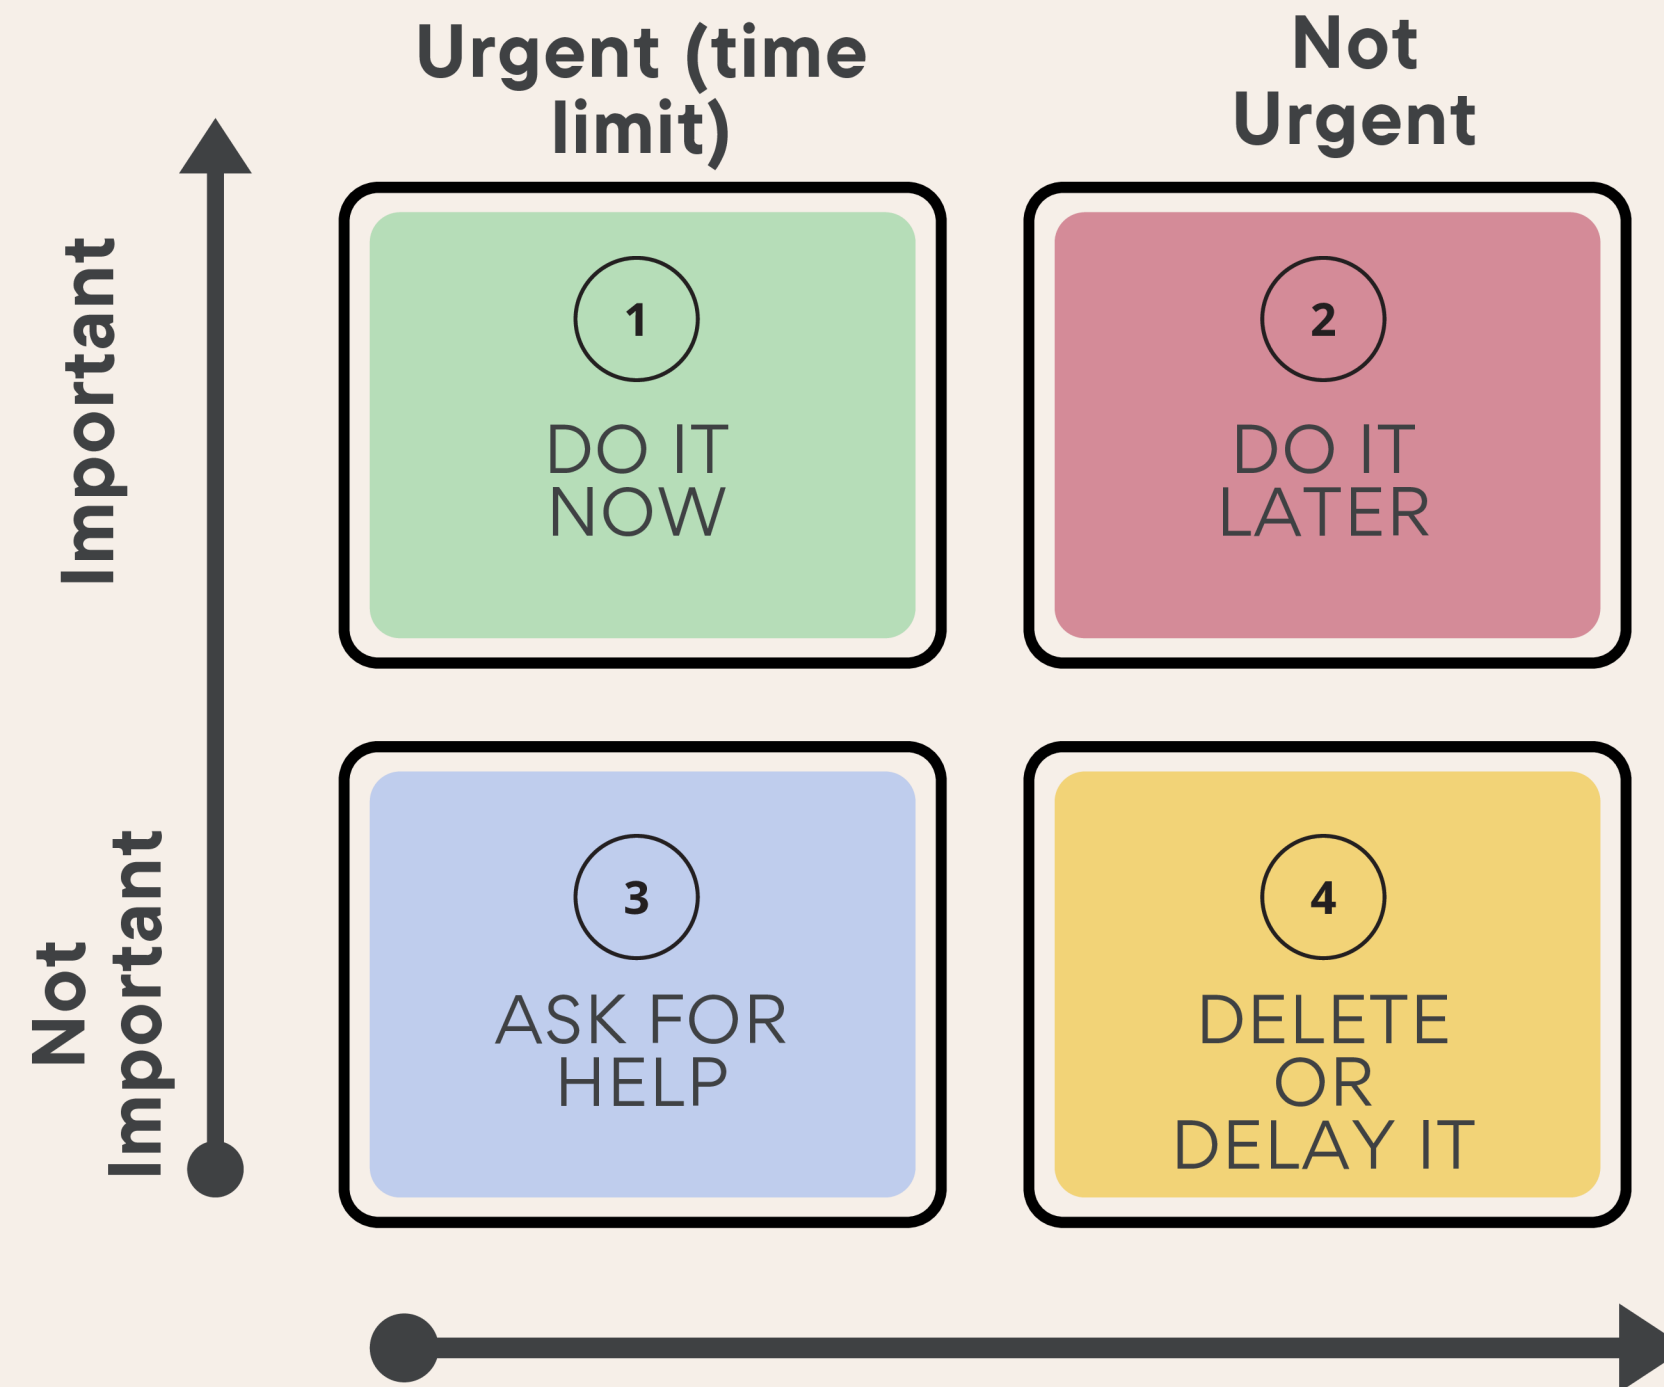 Urgent (time
limit)
Not
Urgent
Important
1
DO IT
NOW
2
DO IT
LATER
Not
Important
3
ASK FOR
HELP
4
DELETE
OR
DELAY IT